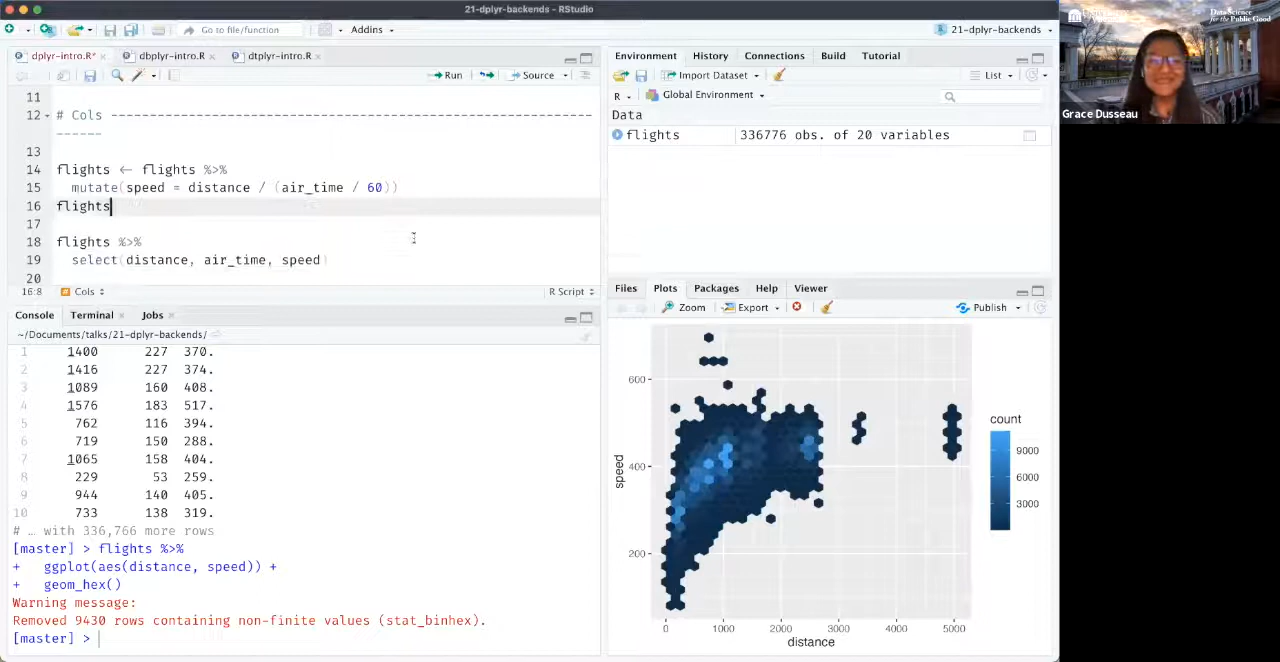 21-dplyr-backends - RStudio
Go to file/function
Addins
21-dplyr-backends
dplyr-intro.R*
dbplyr-intro.R
dtplyr-intro.R
Run
Source
11
12 # Cols --------------------------------------------------------------
------
13
14 flights <- flights %>%
15 mutate(speed = distance / (air_time / 60))
16 flights
17
18 flights %>%
19 select(distance, air_time, speed)
20
16:8 Cols R Script
Console Terminal Jobs
~/Documents/talks/21-dplyr-backends/
1 1400 227 370.
2 1416 227 374.
3 1089 160 408.
4 1576 183 517.
5 762 116 394.
6 719 150 288.
7 1065 158 404.
8 229 53 259.
9 944 140 405.
10 733 138 319.
# … with 336,766 more rows
[master] > flights %>%
+ ggplot(aes(distance, speed)) +
+ geom_hex()
Warning message:
Removed 9430 rows containing non-finite values (stat_binhex).
[master] >
Environment History Connections Build Tutorial
Import Dataset
List
R Global Environment
Data
flights 336776 obs. of 20 variables
Files Plots Packages Help Viewer
Zoom Export Publish
speed
600
400
200
0 1000 2000 3000 4000 5000
distance
count
9000
6000
3000
Data Science
for the Public Good
Grace Dusseau